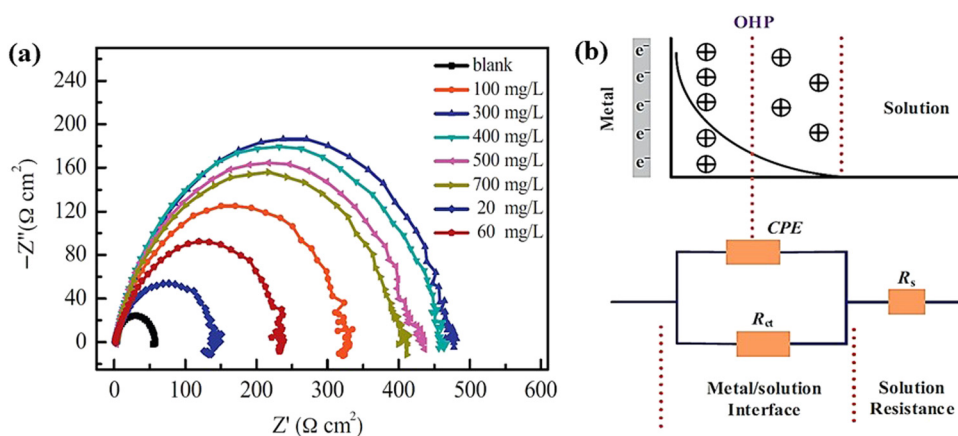 (a)
240
200
160
120
80
40
0
−Z"(Ω cm²)
0 100 200 300 400 500 600
Z' (Ω cm²)
blank
100 mg/L
300 mg/L
400 mg/L
500 mg/L
700 mg/L
20 mg/L
60 mg/L
(b)
OHP
Metal
e⁻
e⁻
e⁻
e⁻
e⁻
Solution
CPE
Rct
Rs
Metal/solution
Interface
Solution
Resistance